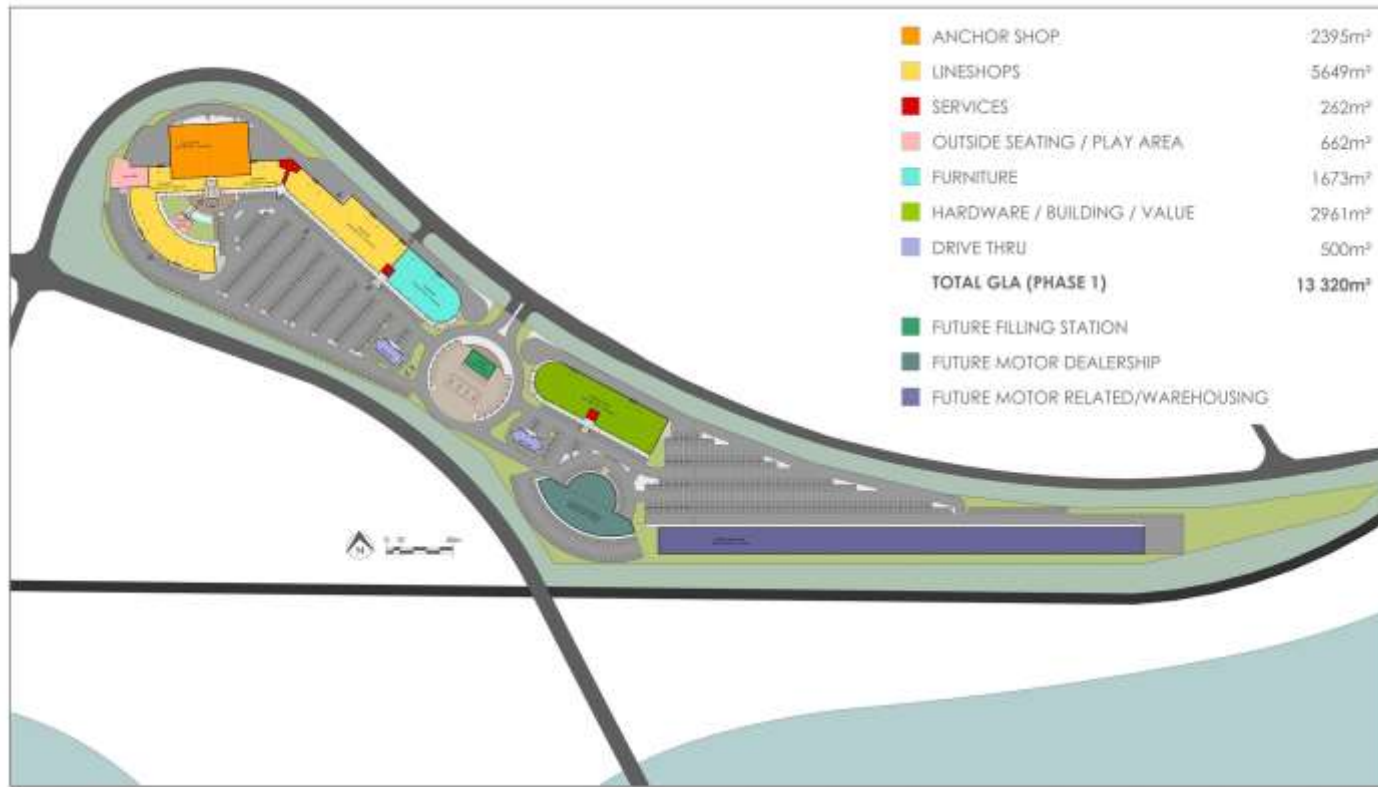 ANCHOR SHOP 2395m²
LINESHOPS 5649m²
SERVICES 262m²
OUTSIDE SEATING / PLAY AREA 662m²
FURNITURE 1673m²
HARDWARE / BUILDING / VALUE 2961m²
DRIVE THRU 500m²
TOTAL GLA (PHASE 1) 13 320m²
FUTURE FILLING STATION
FUTURE MOTOR DEALERSHIP
FUTURE MOTOR RELATED/WAREHOUSING
N